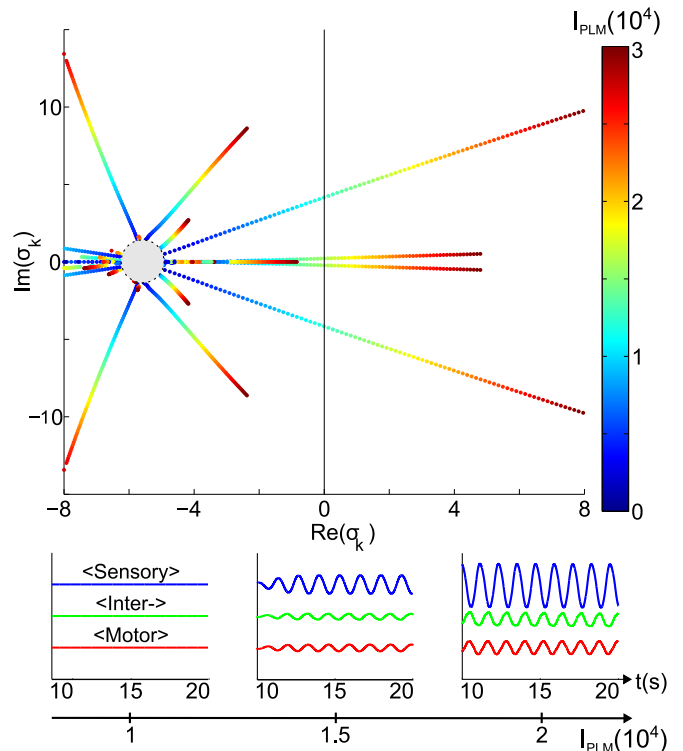 I_PLM(10^4)
10
0
−10
Im(σ_k)
−8 −4 0 4 8
Re(σ_k)
3
2
1
0
<Sensory>
<Inter->
<Motor>
10 15 20
10 15 20
10 15 20 t(s)
1 1.5 2 I_PLM(10^4)